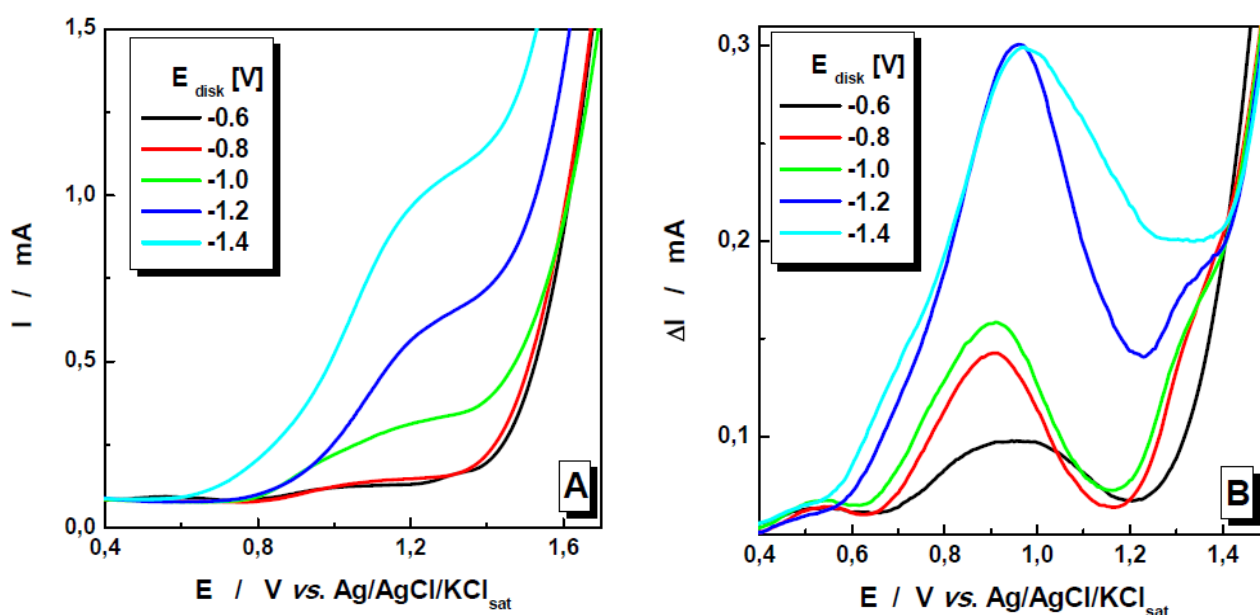 1,5
1,0
0,5
0,0
I / mA
E disk [V]
-0.6
-0.8
-1.0
-1.2
-1.4
A
0,4 0,8 1,2 1,6
E / V vs. Ag/AgCl/KCl sat
0,3
0,2
0,1
ΔI / mA
E disk [V]
-0.6
-0.8
-1.0
-1.2
-1.4
B
0,4 0,6 0,8 1,0 1,2 1,4
E / V vs. Ag/AgCl/KCl sat